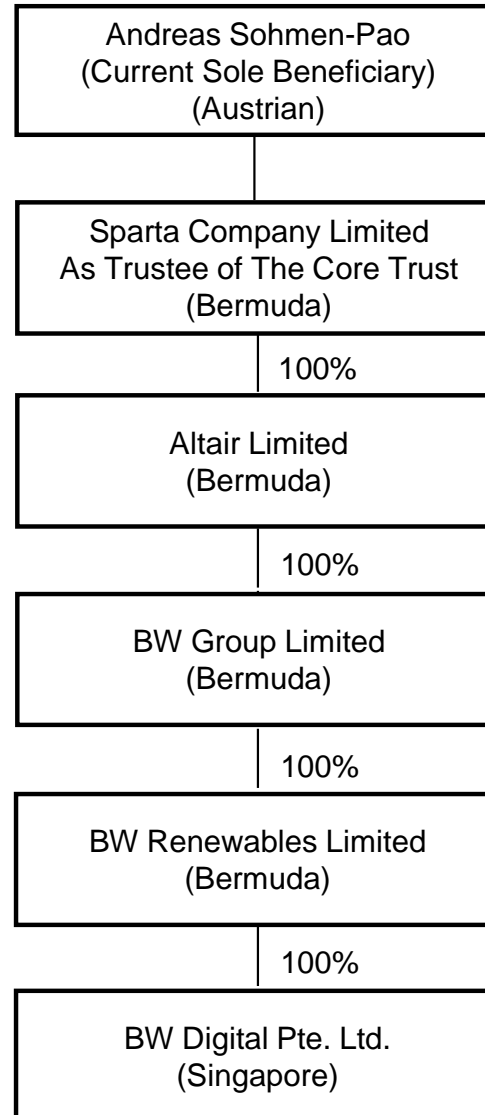 Andreas Sohmen-Pao
(Current Sole Beneficiary)
(Austrian)
Sparta Company Limited
As Trustee of The Core Trust
(Bermuda)
100%
Altair Limited
(Bermuda)
100%
BW Group Limited
(Bermuda)
100%
BW Renewables Limited
(Bermuda)
100%
BW Digital Pte. Ltd.
(Singapore)